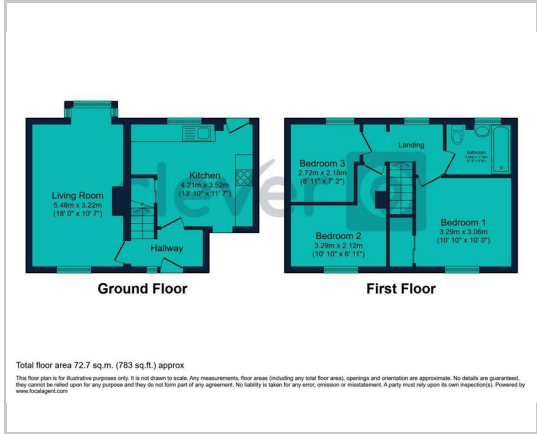 Living Room
5.48m x 3.22m
(18' 0" x 10' 7")
Kitchen
4.21m x 3.52m
(13' 10" x 11' 7")
Hallway
Ground Floor
Landing
Bathroom
Bedroom 3
2.72m x 2.18m
(8' 11" x 7' 2")
Bedroom 1
3.29m x 3.06m
(10' 10" x 10' 0")
Bedroom 2
3.29m x 2.12m
(10' 10" x 6' 11")
First Floor
clever
Total floor area 72.7 sq.m. (783 sq.ft.) approx
This floor plan is for illustrative purposes only. It is not drawn to scale. Any measurements, floor areas (including any total floor area), openings and orientation are approximate. No details are guaranteed,
they cannot be relied upon for any purpose and they do not form part of any agreement. No liability is taken for any error, omission or misstatement. A party must rely upon its own inspection(s). Powered by
www.focalagent.com